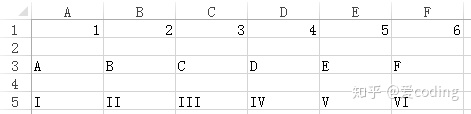 A B C D E F
1 1 2 3 4 5 6
2
3 A B C D E F
4
5 I II III IV V VI
知乎 @爱coding